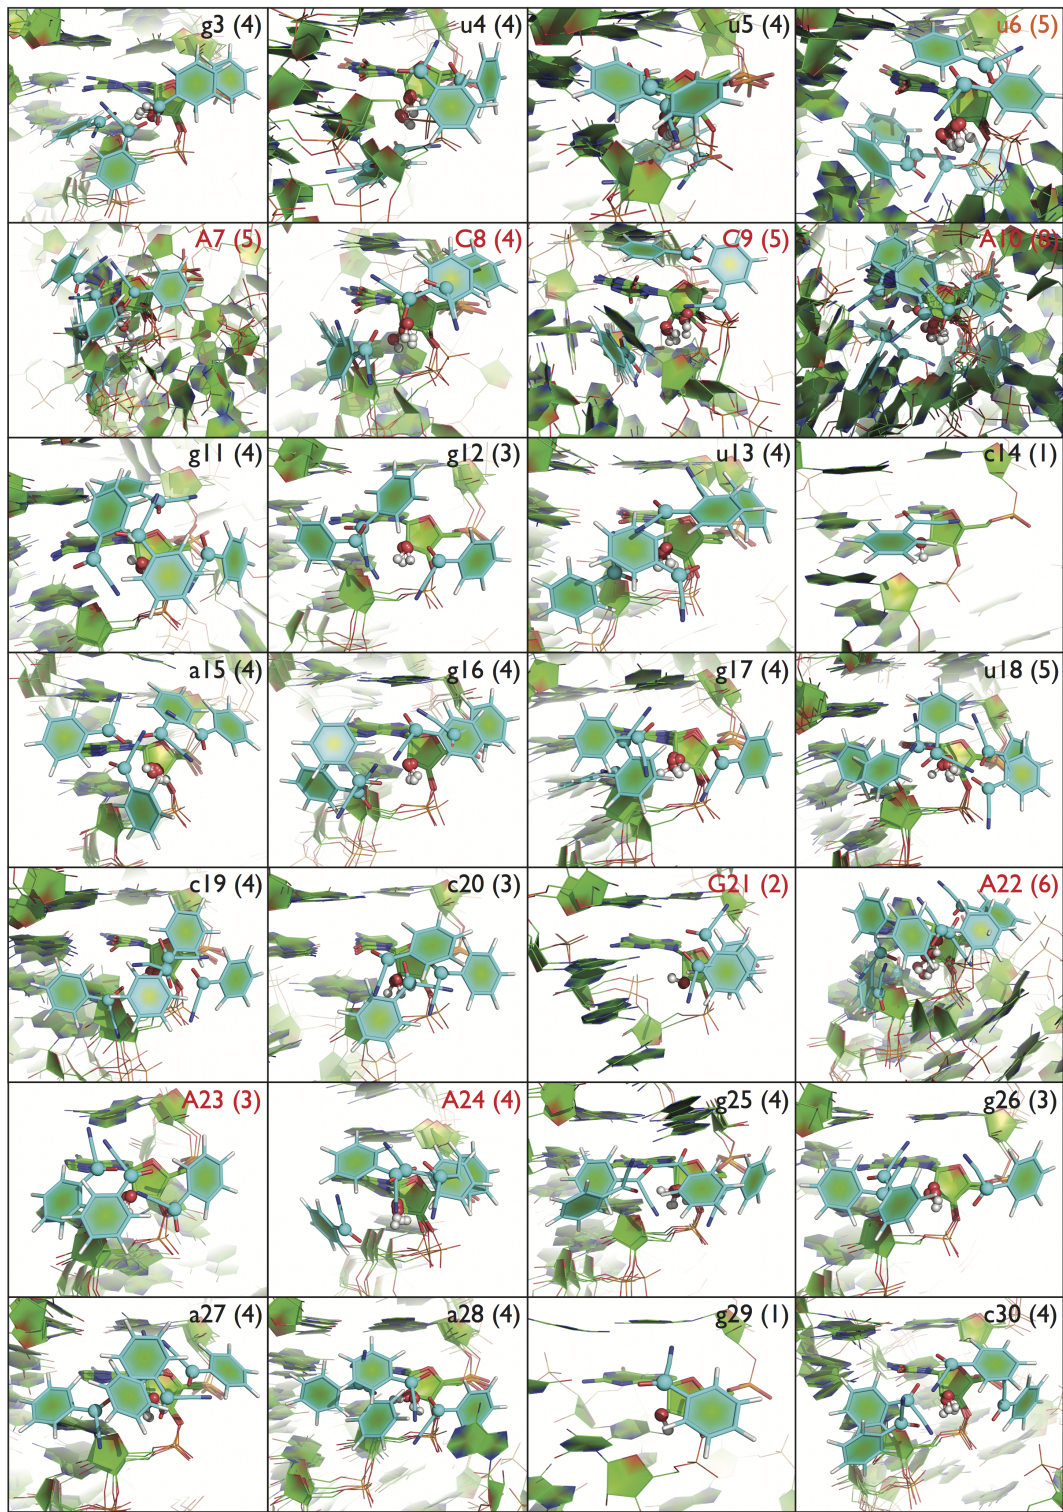 g3 (4)
u4 (4)
u5 (4)
u6 (5)
A7 (5)
C8 (4)
C9 (5)
A10 (8)
g11 (4)
g12 (3)
u13 (4)
c14 (1)
a15 (4)
g16 (4)
g17 (4)
u18 (5)
c19 (4)
c20 (3)
G21 (2)
A22 (6)
A23 (3)
A24 (4)
g25 (4)
g26 (3)
a27 (4)
a28 (4)
g29 (1)
c30 (4)